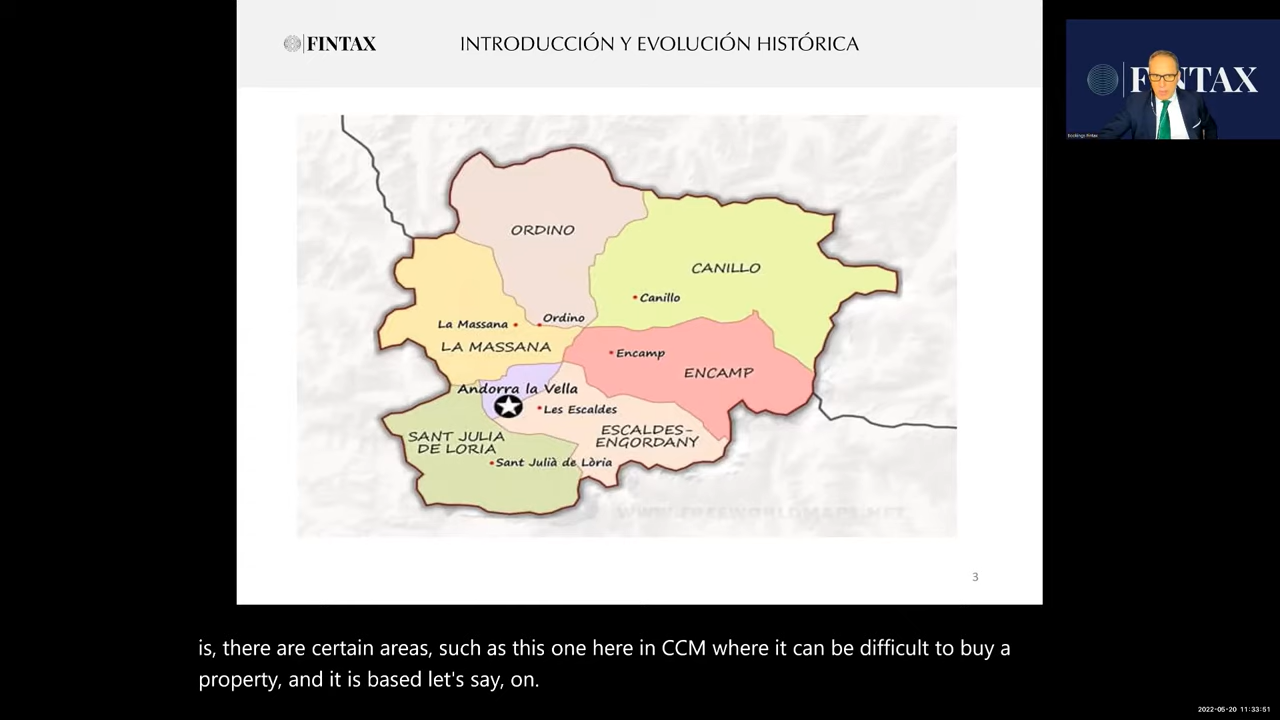 FINTAX
INTRODUCCIÓN Y EVOLUCIÓN HISTÓRICA
FINTAX
Bookings Fintax
ORDINO
CANILLO
Canillo
Ordino
La Massana
LA MASSANA
Encamp
ENCAMP
Andorra la Vella
Les Escaldes
ESCALDES-
ENGORDANY
SANT JULIA
DE LORIA
Sant Julià de Lòria
WWW.FREEWORLDMAPS.NET
3
is, there are certain areas, such as this one here in CCM where it can be difficult to buy a
property, and it is based let's say, on.
2022-05-20 11:33:51